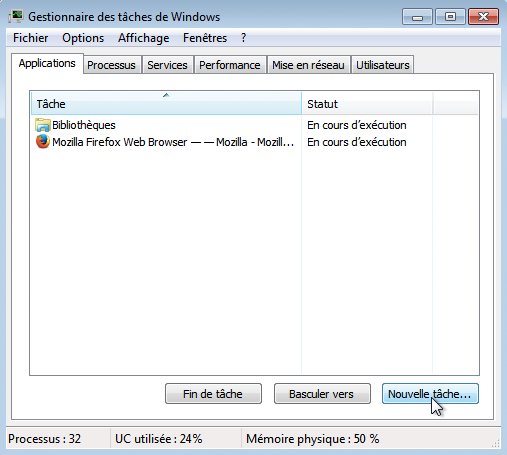 Gestionnaire des tâches de Windows
Fichier Options Affichage Fenêtres ?
Applications Processus Services Performance Mise en réseau Utilisateurs
Tâche Statut
Bibliothèques En cours d'exécution
Mozilla Firefox Web Browser — — Mozilla - Mozill... En cours d'exécution
Fin de tâche Basculer vers Nouvelle tâche...
Processus : 32 UC utilisée : 24% Mémoire physique : 50 %